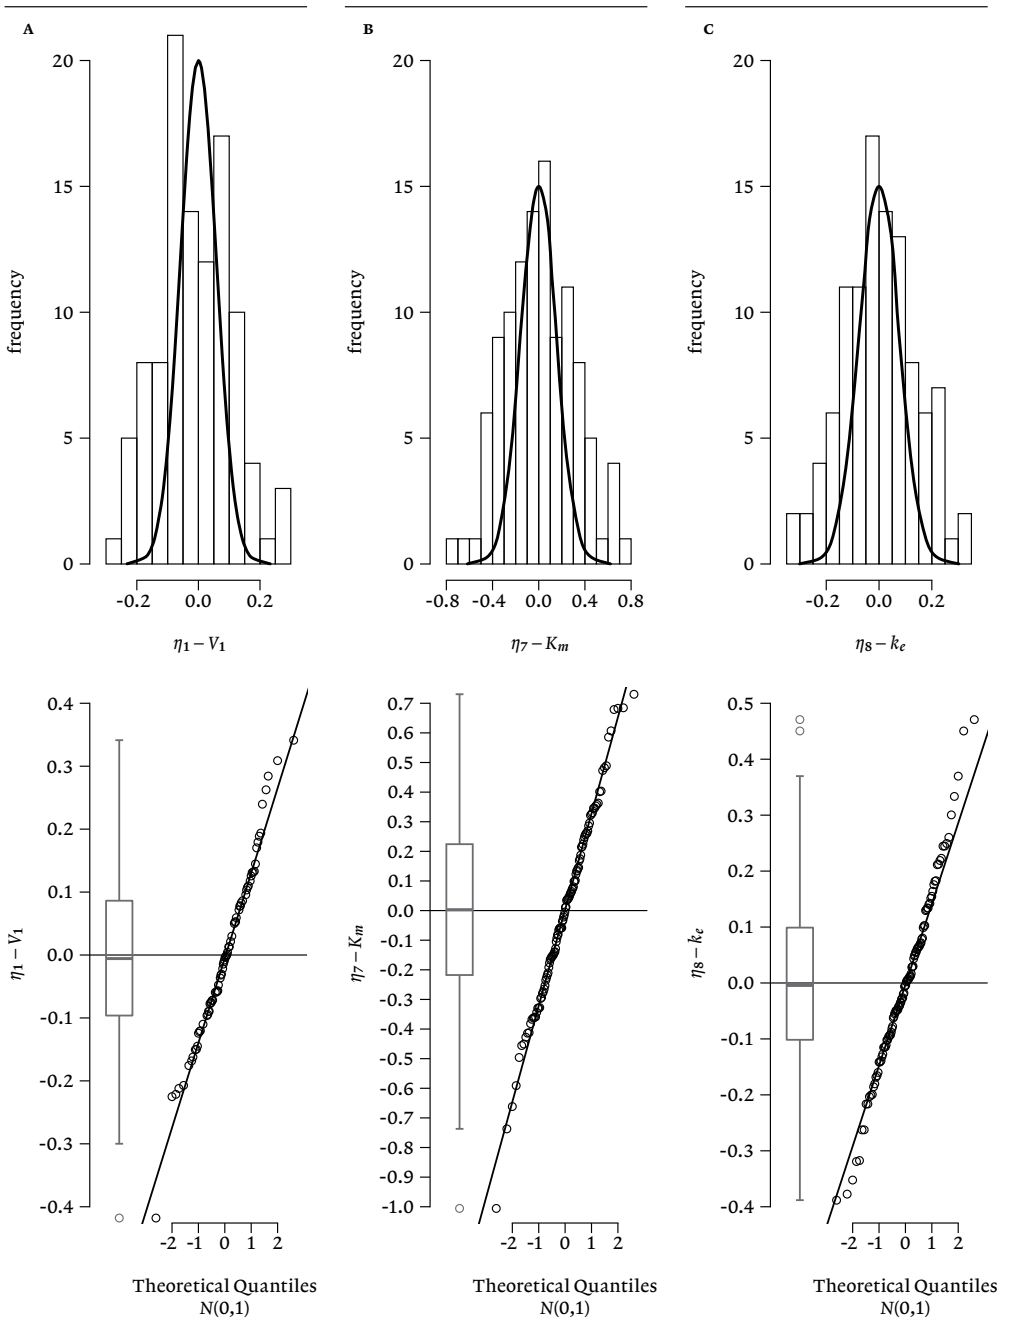 A B C
20 20 20
15 15 15
10 10 10
5 5 5
0 0 0
frequency frequency frequency
-0.2 0.0 0.2 -0.8 -0.4 0.0 0.4 0.8 -0.2 0.0 0.2
η1 – V1 η7 – Km η8 – ke
0.4
0.3
0.2
0.1
0.0
-0.1
-0.2
-0.3
-0.4
η1 – V1
-2 -1 0 1 2
Theoretical Quantiles
N(0,1)
0.7
0.6
0.5
0.4
0.3
0.2
0.1
0.0
-0.1
-0.2
-0.3
-0.4
-0.5
-0.6
-0.7
-0.8
-0.9
-1.0
η7 – Km
-2 -1 0 1 2
Theoretical Quantiles
N(0,1)
0.5
0.4
0.3
0.2
0.1
0.0
-0.1
-0.2
-0.3
-0.4
η8 – ke
-2 -1 0 1 2
Theoretical Quantiles
N(0,1)